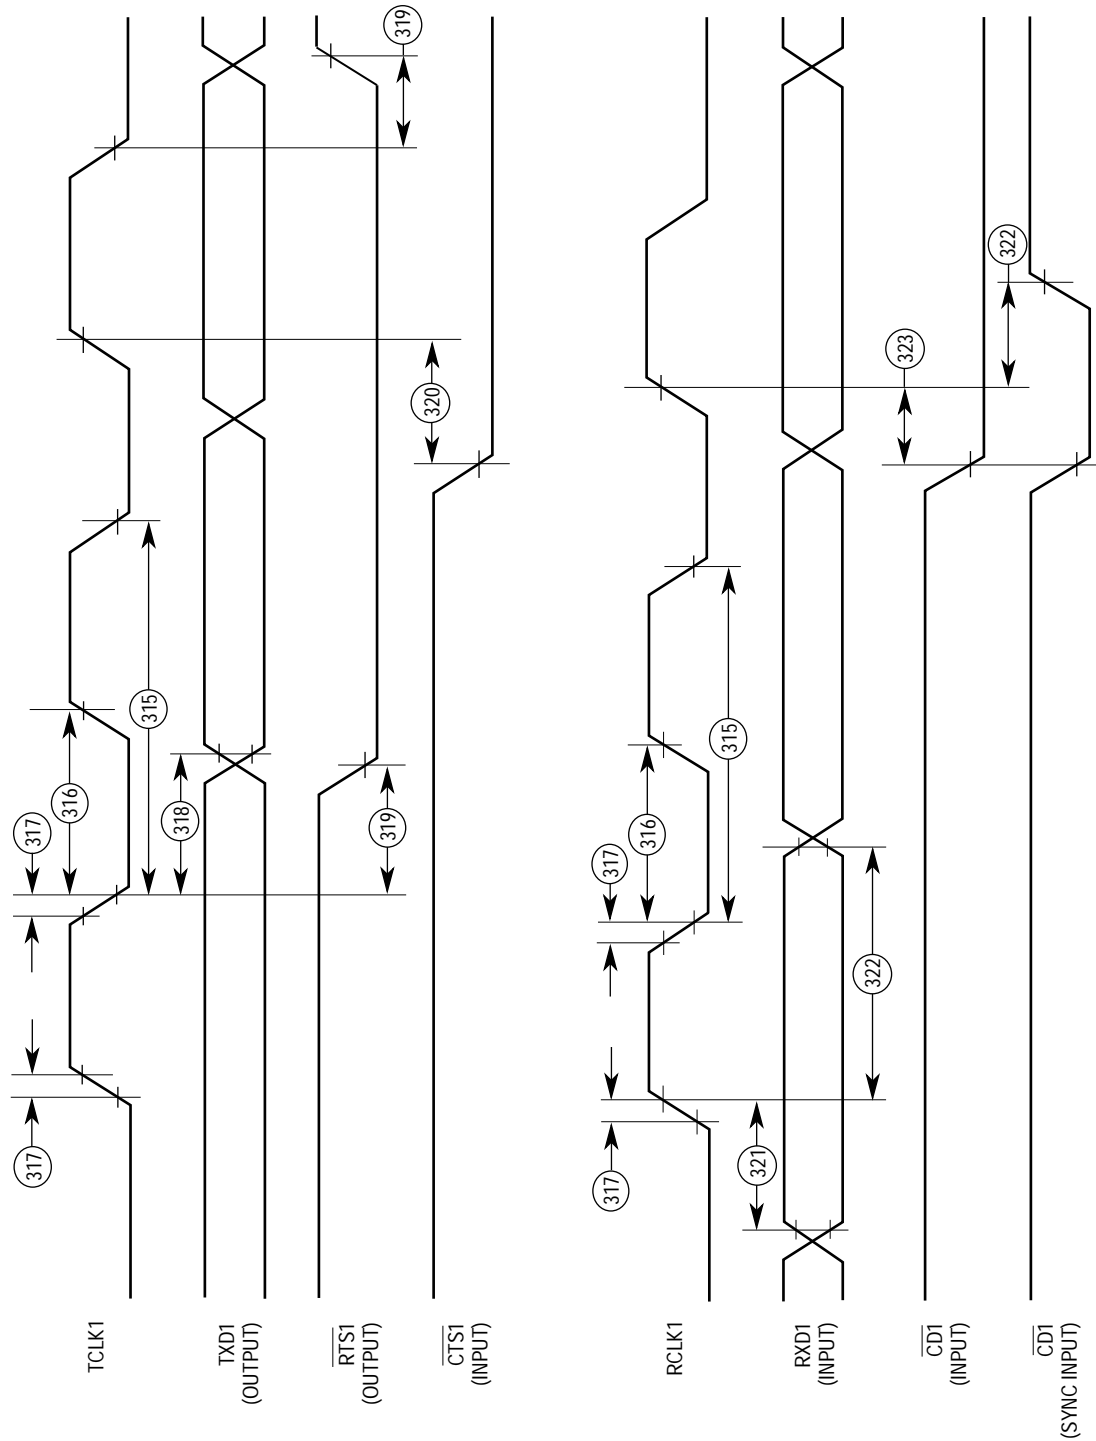 317
317
316
TCLK1
315
318
TXD1
(OUTPUT)
RTS1
(OUTPUT)
319
319
320
CTS1
(INPUT)
317
317
316
RCLK1
315
321
RXD1
(INPUT)
322
323
CD1
(INPUT)
322
CD1
(SYNC INPUT)